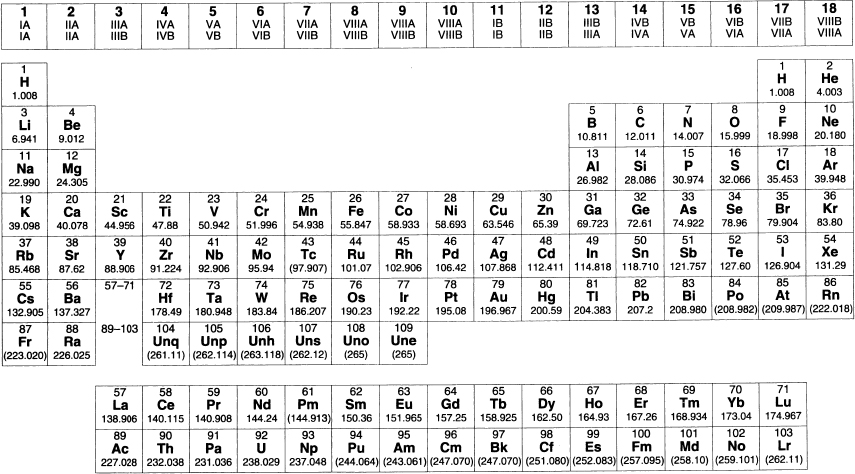 1 2 3 4 5 6 7 8 9 10 11 12 13 14 15 16 17 18
IA IIA IIIA IVA VA VIA VIIA VIIIA VIIIA VIIIA IB IIB IIIB IVB VB VIB VIIB VIIIB
IA IIA IIIB IVB VB VIB VIIB VIIIB VIIIB VIIIB IB IIB IIIA IVA VA VIA VIIA VIIIA
1 1 2
H H He
1.008 1.008 4.003
3 4 5 6 7 8 9 10
Li Be B C N O F Ne
6.941 9.012 10.811 12.011 14.007 15.999 18.998 20.180
11 12 13 14 15 16 17 18
Na Mg Al Si P S Cl Ar
22.990 24.305 26.982 28.086 30.974 32.066 35.453 39.948
19 20 21 22 23 24 25 26 27 28 29 30 31 32 33 34 35 36
K Ca Sc Ti V Cr Mn Fe Co Ni Cu Zn Ga Ge As Se Br Kr
39.098 40.078 44.956 47.88 50.942 51.996 54.938 55.847 58.933 58.693 63.546 65.39 69.723 72.61 74.922 78.96 79.904 83.80
37 38 39 40 41 42 43 44 45 46 47 48 49 50 51 52 53 54
Rb Sr Y Zr Nb Mo Tc Ru Rh Pd Ag Cd In Sn Sb Te I Xe
85.468 87.62 88.906 91.224 92.906 95.94 (97.907) 101.07 102.906 106.42 107.868 112.411 114.818 118.710 121.757 127.60 126.904 131.29
55 56 57–71 72 73 74 75 76 77 78 79 80 81 82 83 84 85 86
Cs Ba Hf Ta W Re Os Ir Pt Au Hg Tl Pb Bi Po At Rn
132.905 137.327 178.49 180.948 183.84 186.207 190.23 192.22 195.08 196.967 200.59 204.383 207.2 208.980 (208.982) (209.987) (222.018)
87 88 89–103 104 105 106 107 108 109
Fr Ra Unq Unp Unh Uns Uno Une
(223.020) 226.025 (261.11) (262.114) (263.118) (262.12) (265) (265)
57 58 59 60 61 62 63 64 65 66 67 68 69 70 71
La Ce Pr Nd Pm Sm Eu Gd Tb Dy Ho Er Tm Yb Lu
138.906 140.115 140.908 144.24 (144.913) 150.36 151.965 157.25 158.925 162.50 164.93 167.26 168.934 173.04 174.967
89 90 91 92 93 94 95 96 97 98 99 100 101 102 103
Ac Th Pa U Np Pu Am Cm Bk Cf Es Fm Md No Lr
227.028 232.038 231.036 238.029 237.048 (244.064) (243.061) (247.070) (247.070) (251.080) (252.083) (257.095) (258.10) (259.101) (262.11)